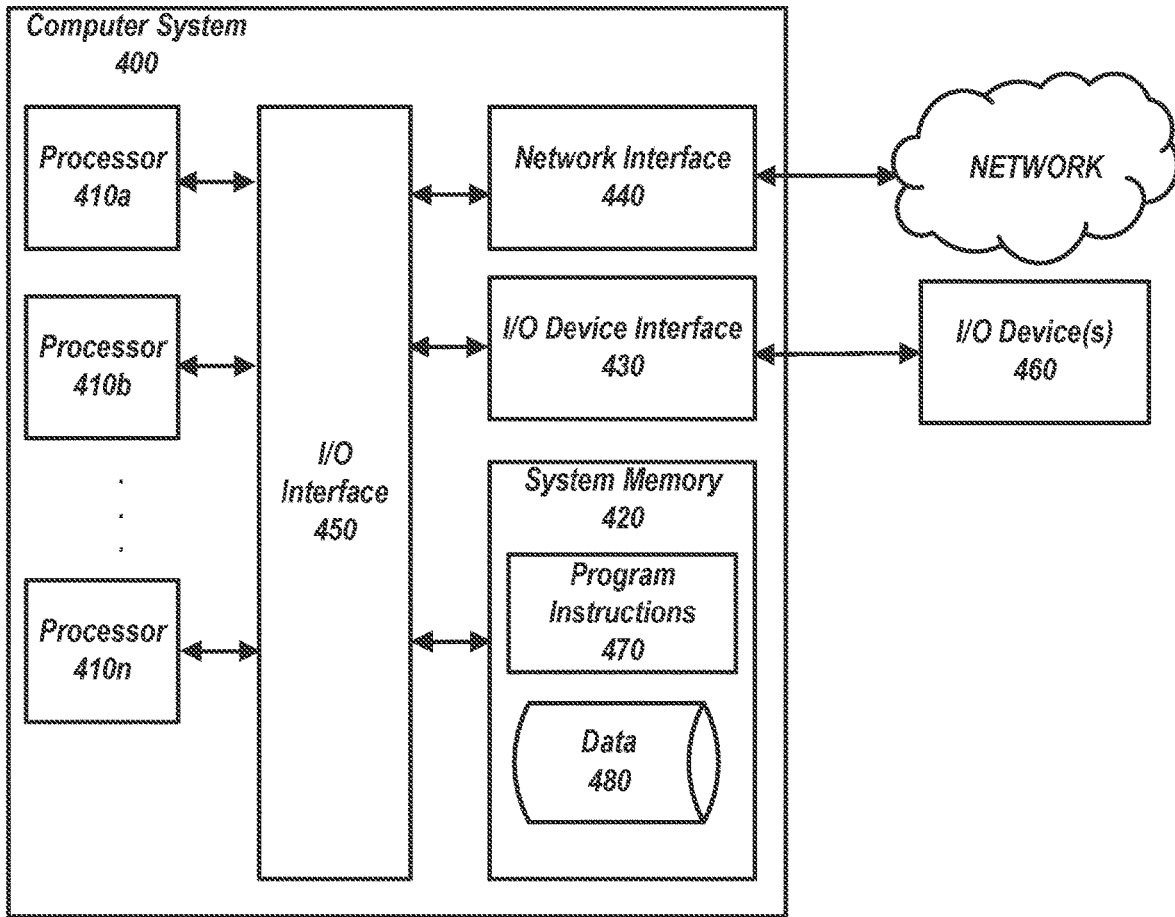 Computer System
400
Processor
410a
Processor
410b
.
.
.
Processor
410n
I/O
Interface
450
Network Interface
440
I/O Device Interface
430
System Memory
420
Program
Instructions
470
Data
480
NETWORK
I/O Device(s)
460